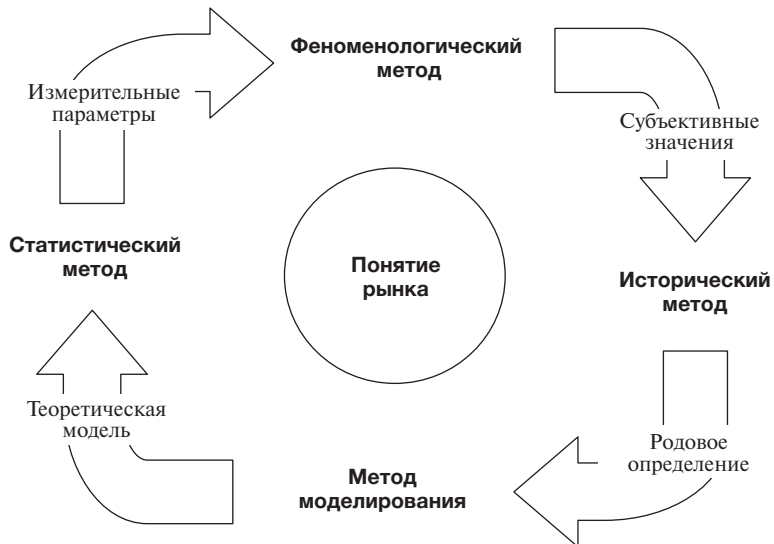 Феноменологический
метод
Измерительные
параметры
Субъективные
значения
Статистический
метод
Понятие
рынка
Исторический
метод
Теоретическая
модель
Родовое
определение
Метод
моделирования